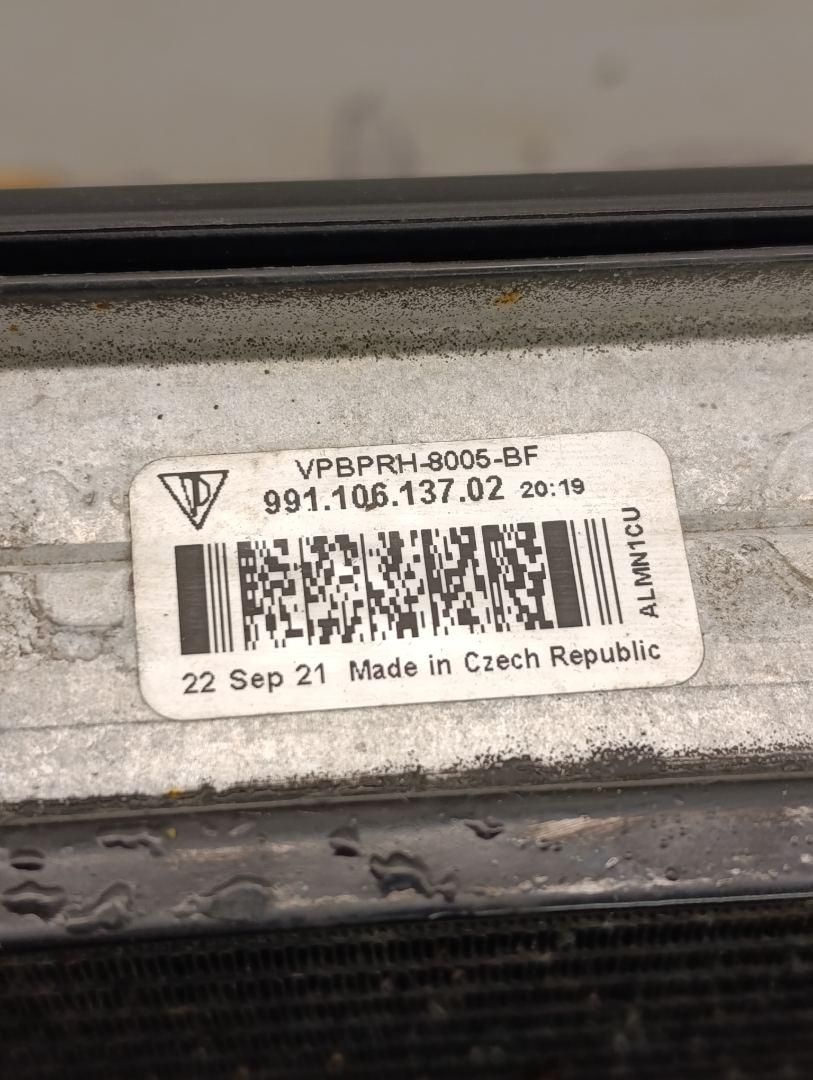 VPBPRH-8005-BF
991.106.137.02 20:19
ALMN1CU
22 Sep 21 Made in Czech Republic